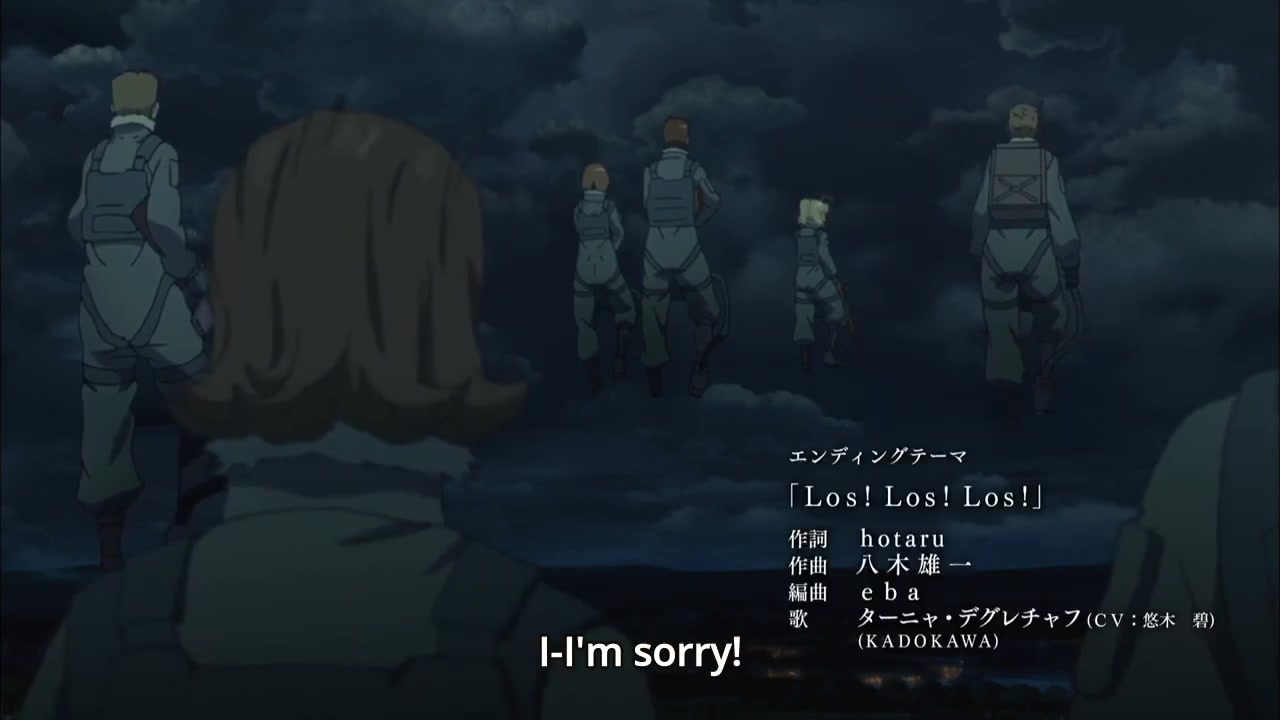 エンディングテーマ
「Los! Los! Los!」
作詞 hotaru
作曲 八木雄一
編曲 eba
歌 ターニャ・デグレチャフ(CV:悠木 碧)
(KADOKAWA)
I-I'm sorry!